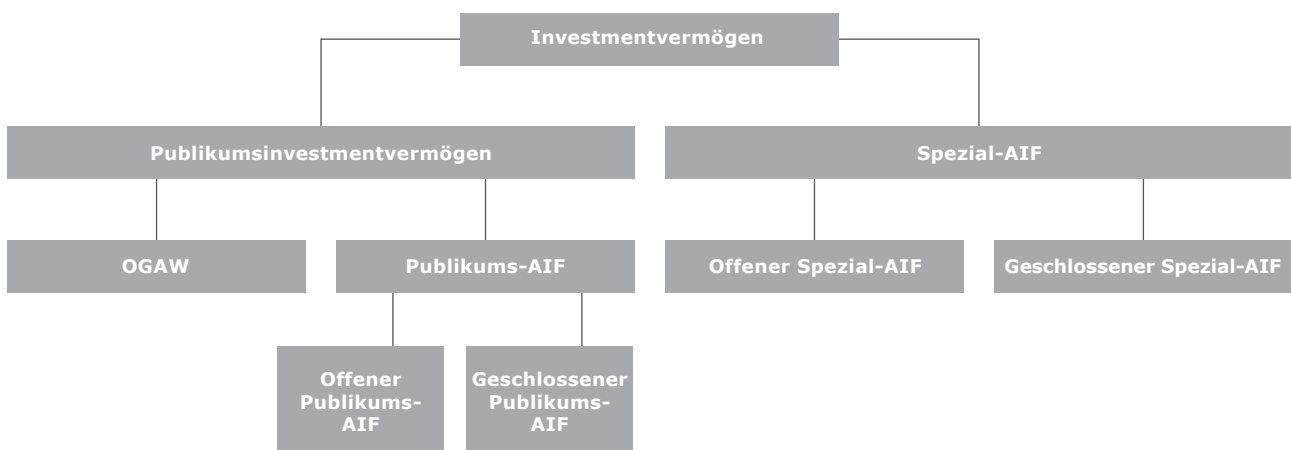 Investmentvermögen
Publikumsinvestmentvermögen
Spezial-AIF
OGAW
Publikums-AIF
Offener Spezial-AIF
Geschlossener Spezial-AIF
Offener
Publikums-
AIF
Geschlossener
Publikums-
AIF